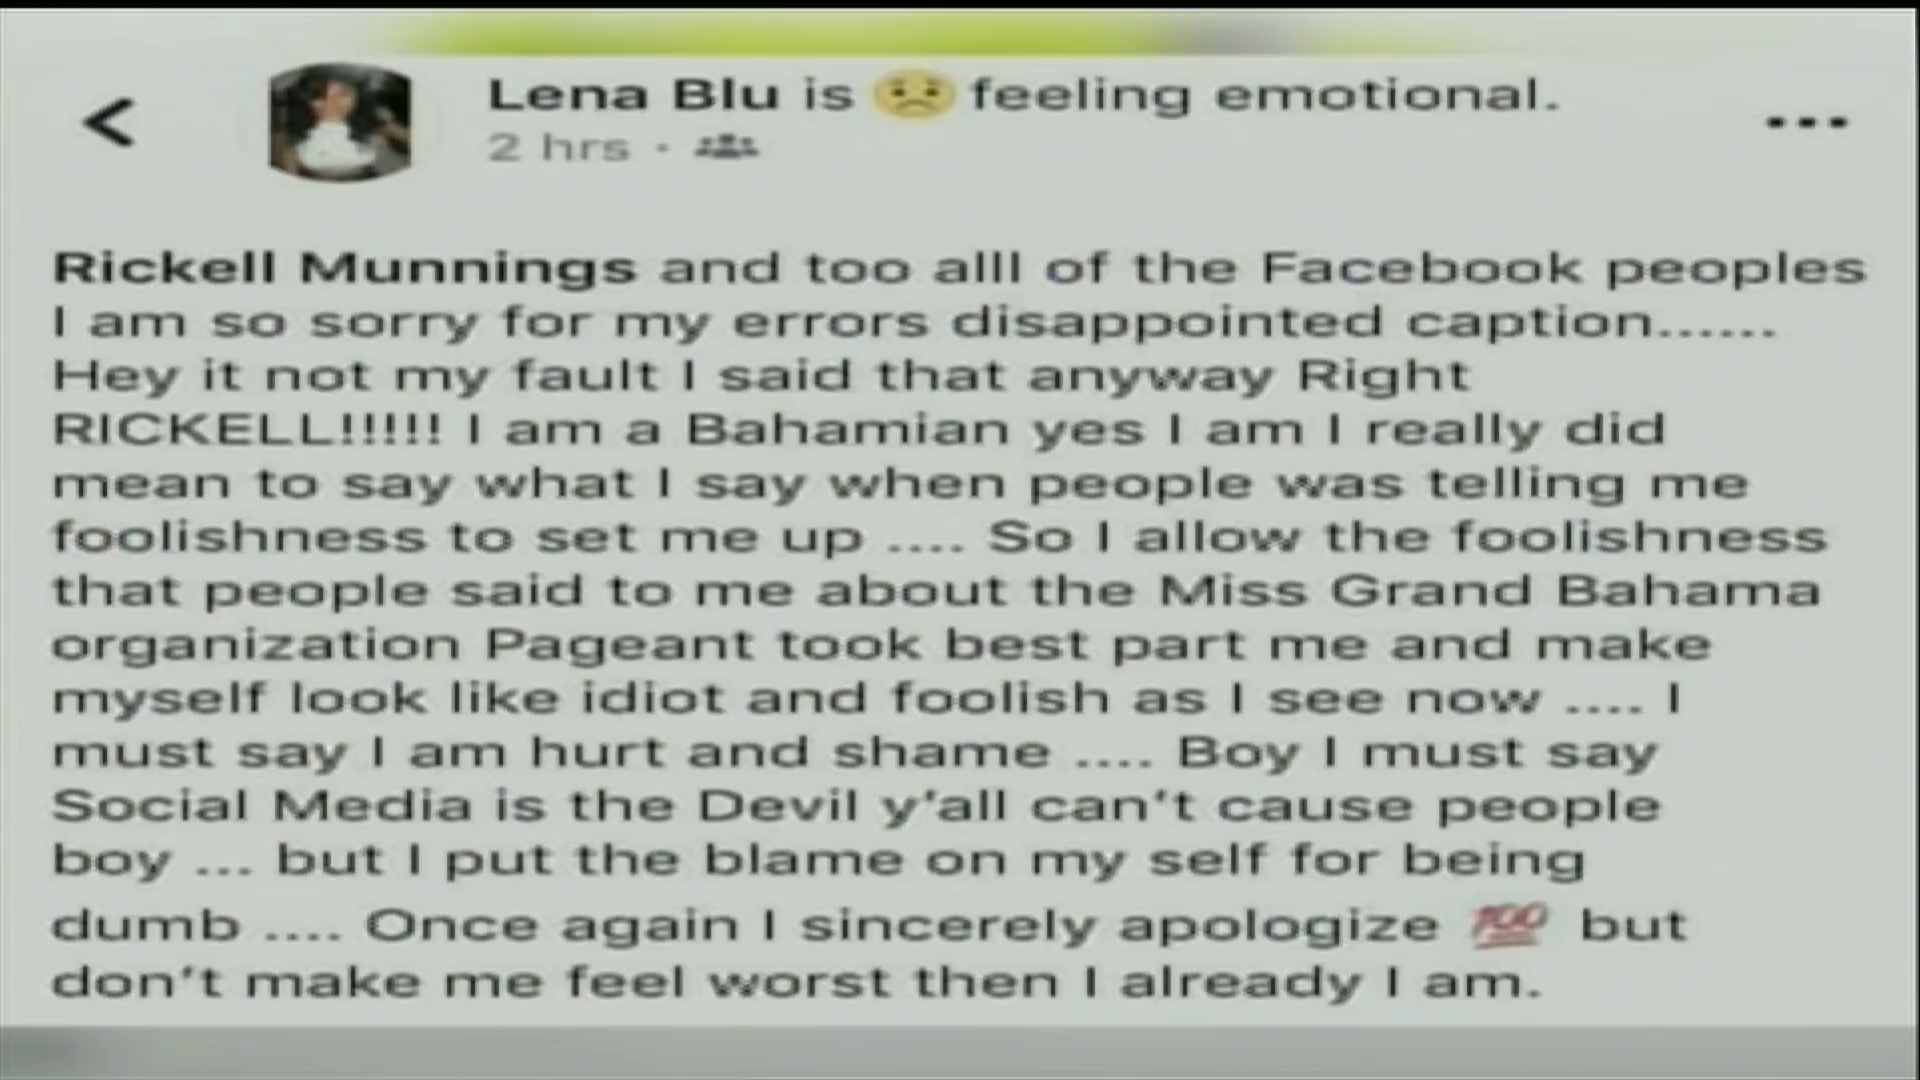 Lena Blu is 😟 feeling emotional.
2 hrs ·
Rickell Munnings and too alll of the Facebook peoples
I am so sorry for my errors disappointed caption......
Hey it not my fault I said that anyway Right
RICKELL!!!!! I am a Bahamian yes I am I really did
mean to say what I say when people was telling me
foolishness to set me up .... So I allow the foolishness
that people said to me about the Miss Grand Bahama
organization Pageant took best part me and make
myself look like idiot and foolish as I see now .... I
must say I am hurt and shame .... Boy I must say
Social Media is the Devil y'all can't cause people
boy ... but I put the blame on my self for being
dumb .... Once again I sincerely apologize 💯 but
don't make me feel worst then I already I am.